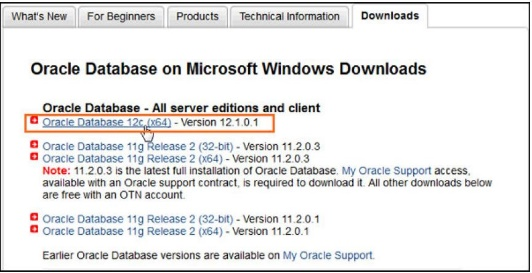 What's New
For Beginners
Products
Technical Information
Downloads
Oracle Database on Microsoft Windows Downloads
Oracle Database - All server editions and client
Oracle Database 12c (x64) - Version 12.1.0.1
Oracle Database 11g Release 2 (32-bit) - Version 11.2.0.3
Oracle Database 11g Release 2 (x64) - Version 11.2.0.3
Note: 11.2.0.3 is the latest full installation of Oracle Database. My Oracle Support access,
available with an Oracle support contract, is required to download it. All other downloads below
are free with an OTN account.
Oracle Database 11g Release 2 (32-bit) - Version 11.2.0.1
Oracle Database 11g Release 2 (x64) - Version 11.2.0.1
Earlier Oracle Database versions are available on My Oracle Support.